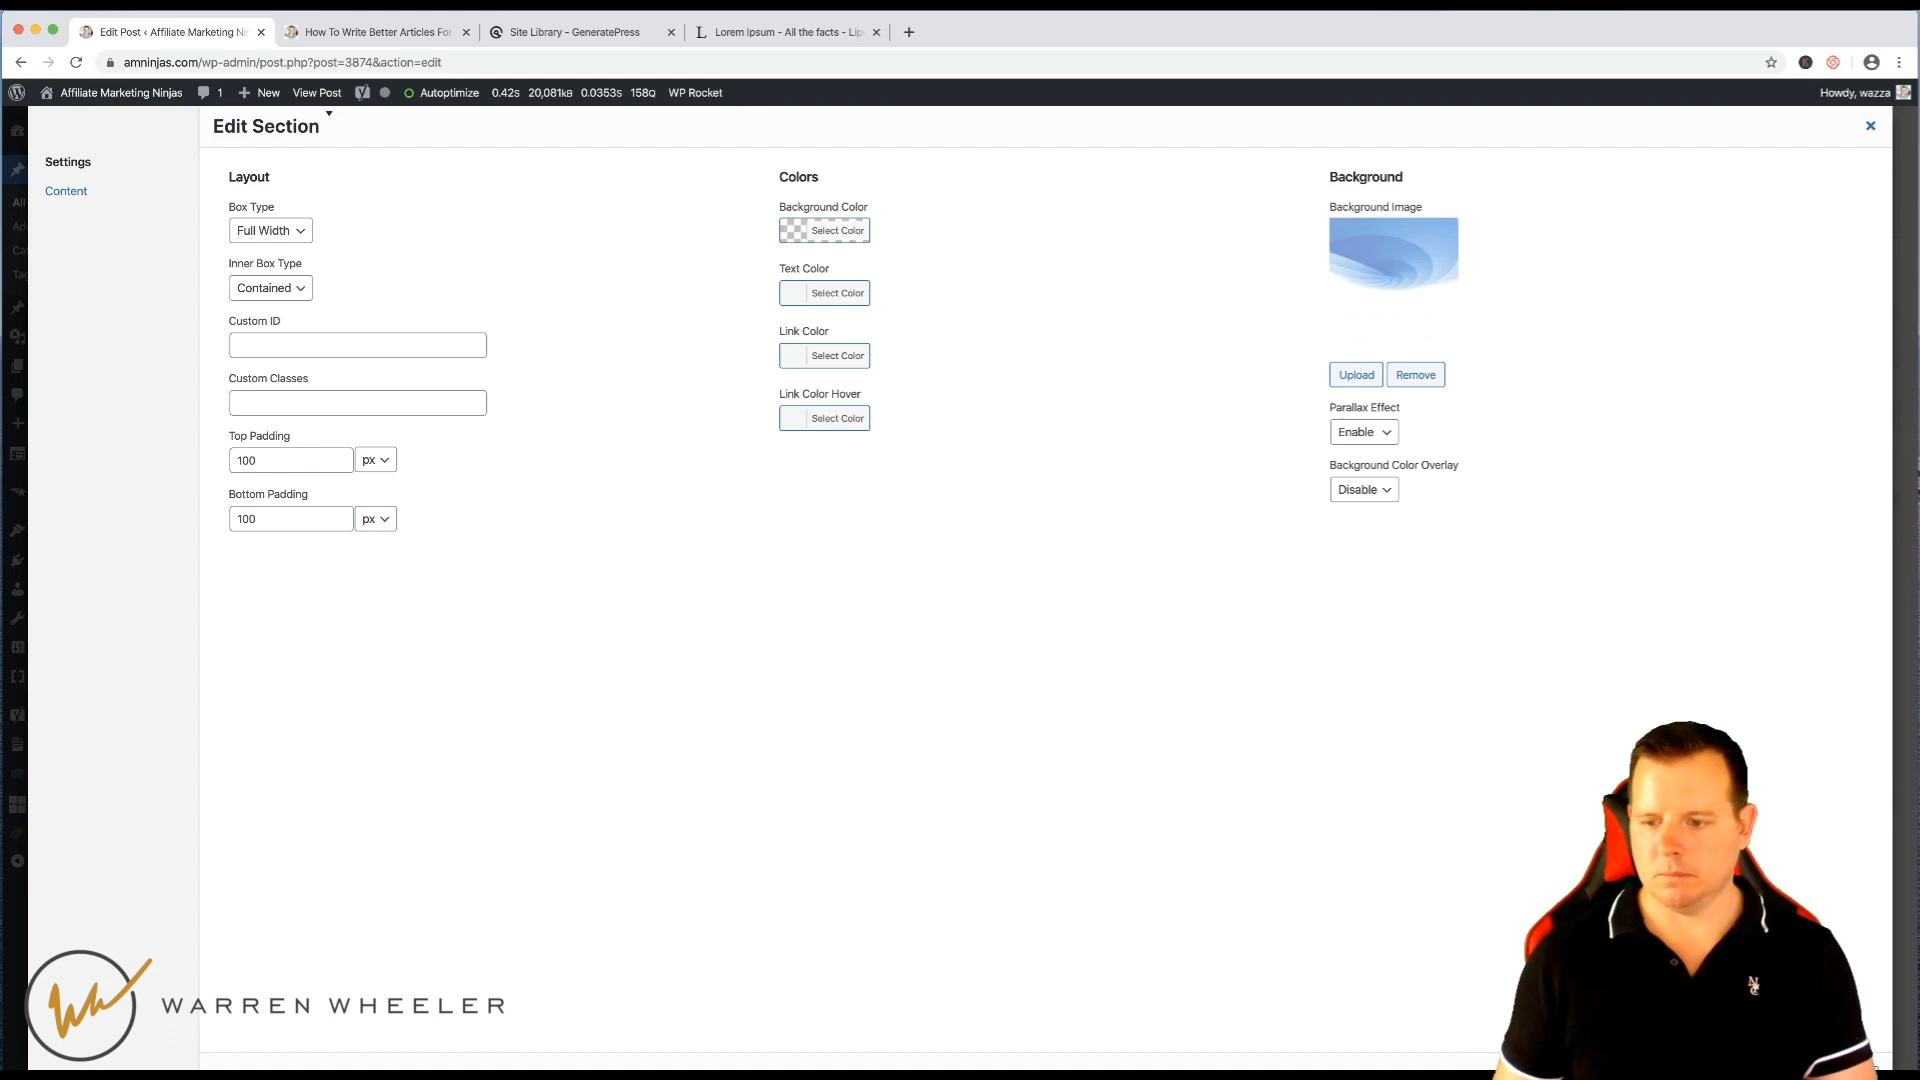 Edit Post ‹ Affiliate Marketing Nin
How To Write Better Articles For
Site Library - GeneratePress
Lorem Ipsum - All the facts - Lip
amninjas.com/wp-admin/post.php?post=3874&action=edit
Affiliate Marketing Ninjas
1
New
View Post
Autoptimize
0.42S 20,081KB 0.0353S 158Q
WP Rocket
Howdy, wazza
Edit Section
Settings
Content
All
Layout
Box Type
Full Width
Inner Box Type
Contained
Custom ID
Custom Classes
Top Padding
100 px
Bottom Padding
100 px
Colors
Background Color
Select Color
Text Color
Select Color
Link Color
Select Color
Link Color Hover
Select Color
Background
Background Image
Upload Remove
Parallax Effect
Enable
Background Color Overlay
Disable
WARREN WHEELER